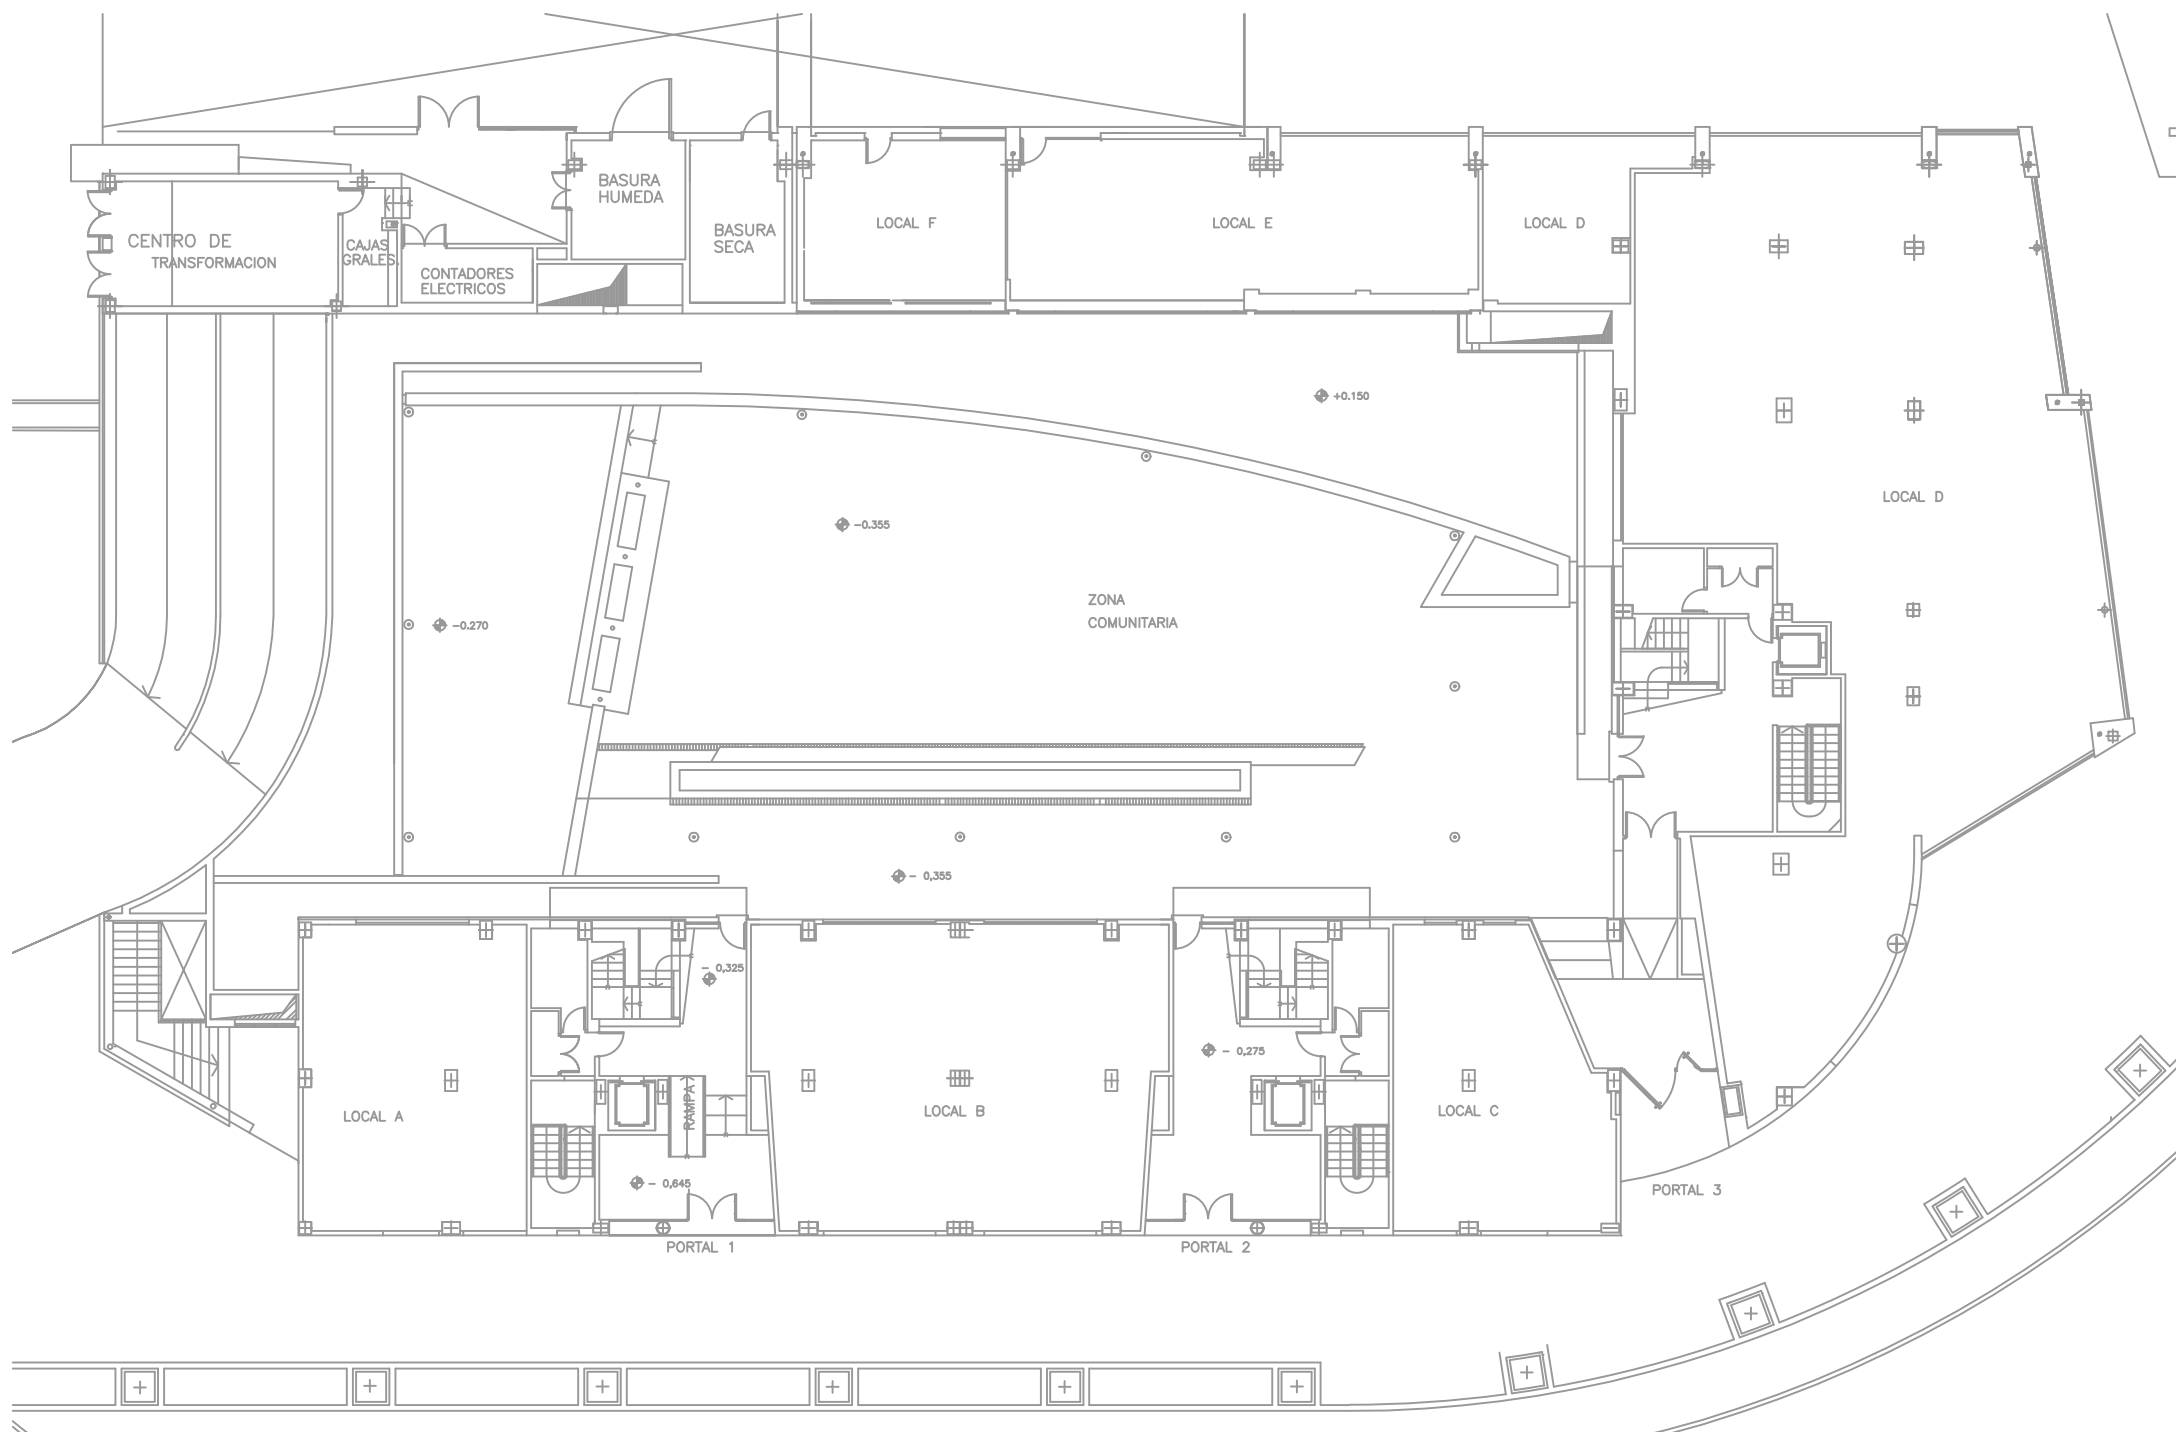 BASURA
HUMEDA
LOCAL F
LOCAL E
LOCAL D
BASURA
SECA
CENTRO DE
TRANSFORMACION
CAJAS
GRALES.
CONTADORES
ELECTRICOS
+0.150
LOCAL D
-0.355
ZONA
COMUNITARIA
-0.270
- 0,355
- 0,325
- 0,275
RAMPA
LOCAL A
LOCAL B
LOCAL C
- 0,645
PORTAL 3
PORTAL 1
PORTAL 2